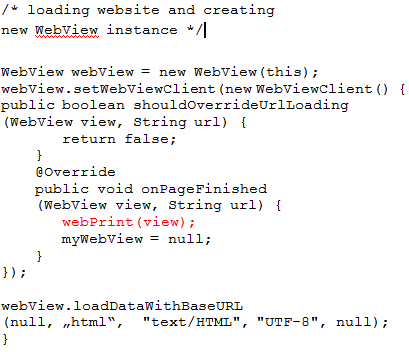 /* loading website and creating
new WebView instance */
WebView webView = new WebView(this);
webView.setWebViewClient(new WebViewClient() {
public boolean shouldOverrideUrlLoading
(WebView view, String url) {
return false;
}
@Override
public void onPageFinished
(WebView view, String url) {
webPrint(view);
myWebView = null;
}
});
webView.loadDataWithBaseURL
(null, „html“, "text/HTML", "UTF-8", null);
}